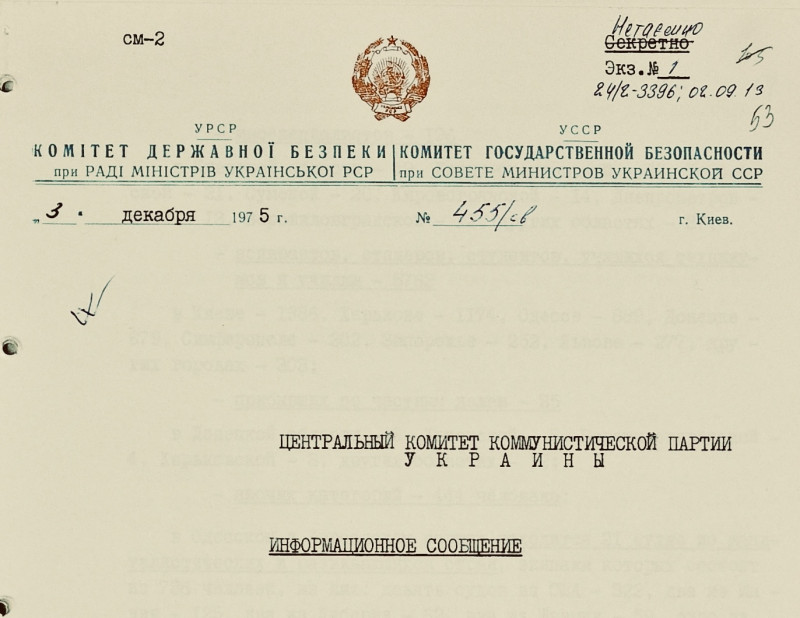 см-2
Нетаємно
Секретно
Экз.№ 1
24/2-3396; 02.09.13
53
УРСР
КОМІТЕТ ДЕРЖАВНОЇ БЕЗПЕКИ
при РАДІ МІНІСТРІВ УКРАЇНСЬКОЇ РСР
УССР
КОМИТЕТ ГОСУДАРСТВЕННОЙ БЕЗОПАСНОСТИ
при СОВЕТЕ МИНИСТРОВ УКРАИНСКОЙ ССР
„3. декабря 1975 г. № 455/св г. Киев.
ЦЕНТРАЛЬНЫЙ КОМИТЕТ КОММУНИСТИЧЕСКОЙ ПАРТИИ
УКРАИНЫ
ИНФОРМАЦИОННОЕ СООБЩЕНИЕ